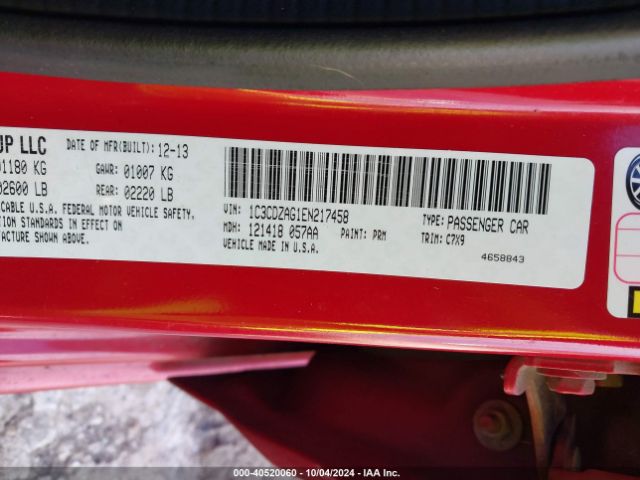 UP LLC
DATE OF MFR(BUILT): 12-13
01180 KG GAWR: 01007 KG
02600 LB REAR: 02220 LB
CABLE U.S.A. FEDERAL MOTOR VEHICLE SAFETY,
TION STANDARDS IN EFFECT ON
FACTURE SHOWN ABOVE.
VIN: 1C3CDZAG1EN217458 TYPE: PASSENGER CAR
MDH: 121418 057AA PAINT: PRM TRIM: C7X9
VEHICLE MADE IN U.S.A.
4658843
000-40520060 - 10/04/2024 - IAA Inc.